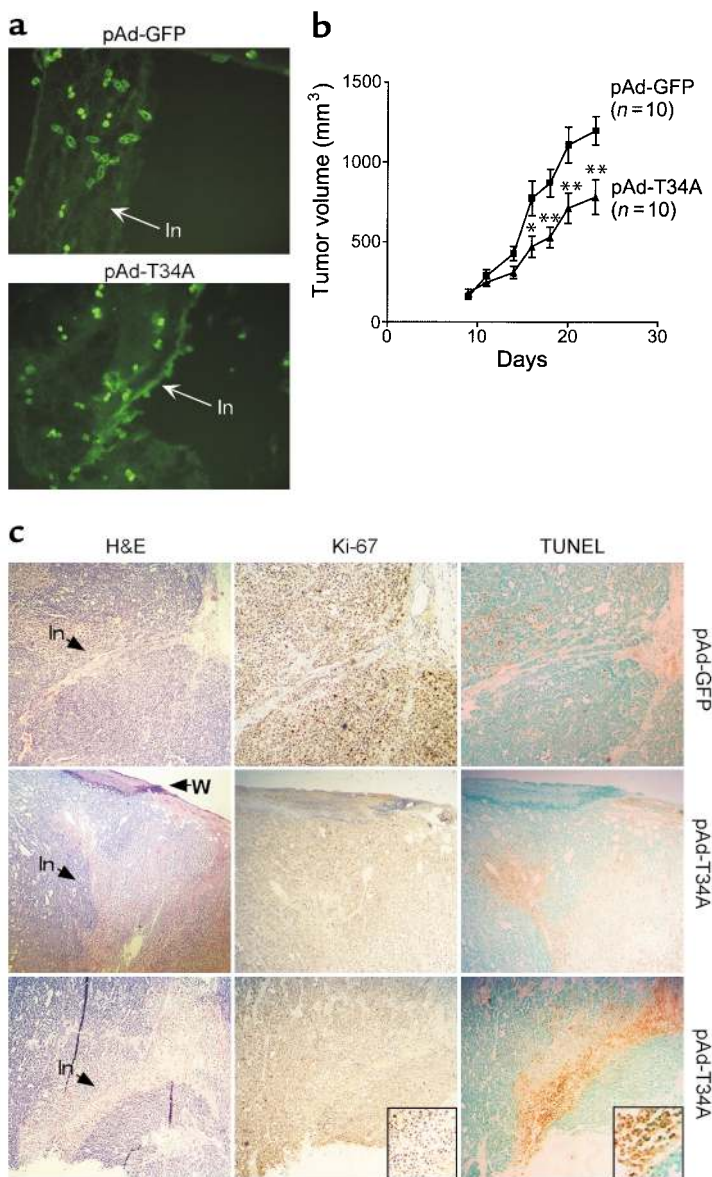 a
pAd-GFP
In
pAd-T34A
In
b
Tumor volume (mm³)
1500
1000
500
0
0
10
20
30
Days
pAd-GFP
(n = 10)
pAd-T34A
(n = 10)
*
**
**
**
c
H&E
Ki-67
TUNEL
In
pAd-GFP
W
In
pAd-T34A
In
pAd-T34A